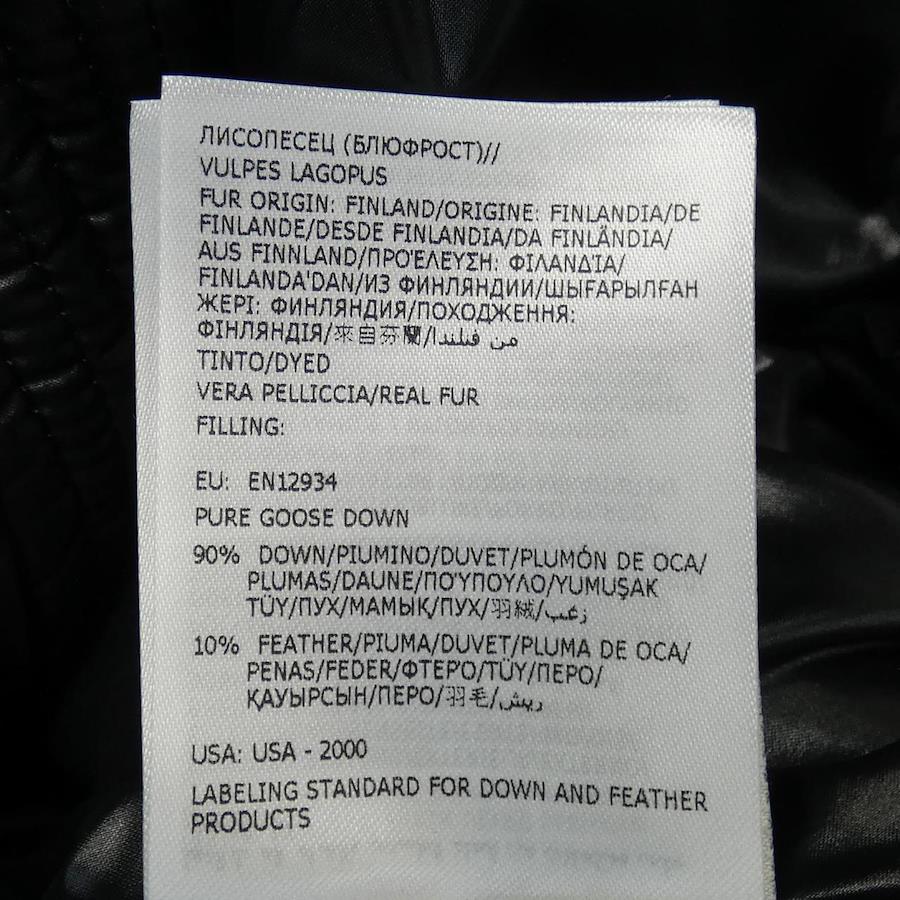 ЛИСОПЕСЕЦ (БЛЮФРОСТ)//
VULPES LAGOPUS
FUR ORIGIN: FINLAND/ORIGINE: FINLANDIA/DE
FINLANDE/DESDE FINLANDIA/DA FINLÂNDIA/
AUS FINNLAND/ΠΡΟΈΛΕΥΣΗ: ΦΙΛΑΝΔΊΑ/
FINLANDA'DAN/ИЗ ФИНЛЯНДИИ/ШЫҒАРЫЛҒАН
ЖЕРІ: ФИНЛЯНДИЯ/ПОХОДЖЕННЯ:
ФІНЛЯНДІЯ/來自芬蘭/من فنلندا
TINTO/DYED
VERA PELLICCIA/REAL FUR
FILLING:
EU: EN12934
PURE GOOSE DOWN
90% DOWN/PIUMINO/DUVET/PLUMÓN DE OCA/
PLUMAS/DAUNE/ΠΟΎΠΟΥΛΟ/YUMUŞAK
TÜY/ПУХ/МАМЫҚ/ПУХ/羽絨/زغب
10% FEATHER/PIUMA/DUVET/PLUMA DE OCA/
PENAS/FEDER/ΦΤΕΡΌ/TÜY/ПЕРО/
ҚАУЫРСЫН/ПЕРО/羽毛/ريش
USA: USA - 2000
LABELING STANDARD FOR DOWN AND FEATHER
PRODUCTS